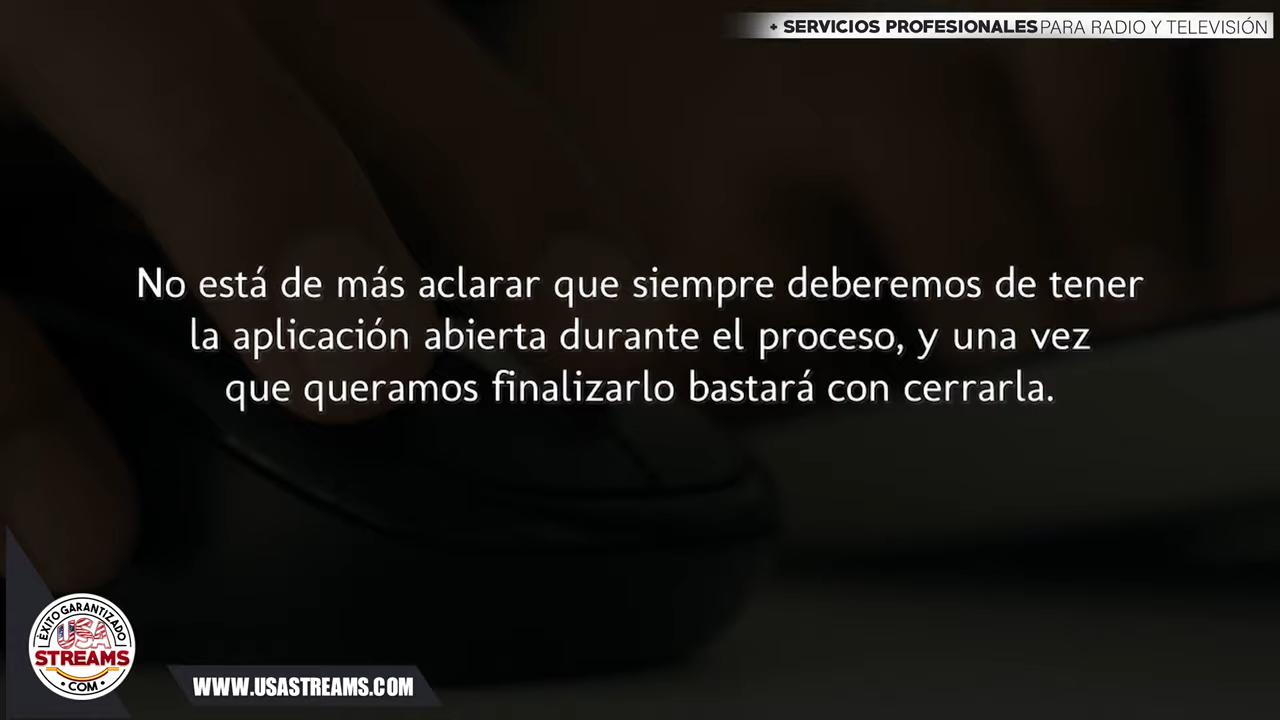 + SERVICIOS PROFESIONALES PARA RADIO Y TELEVISIÓN
No está de más aclarar que siempre deberemos de tener
la aplicación abierta durante el proceso, y una vez
que queramos finalizarlo bastará con cerrarla.
ÉXITO GARANTIZADO
USA
STREAMS
• COM •
WWW.USASTREAMS.COM